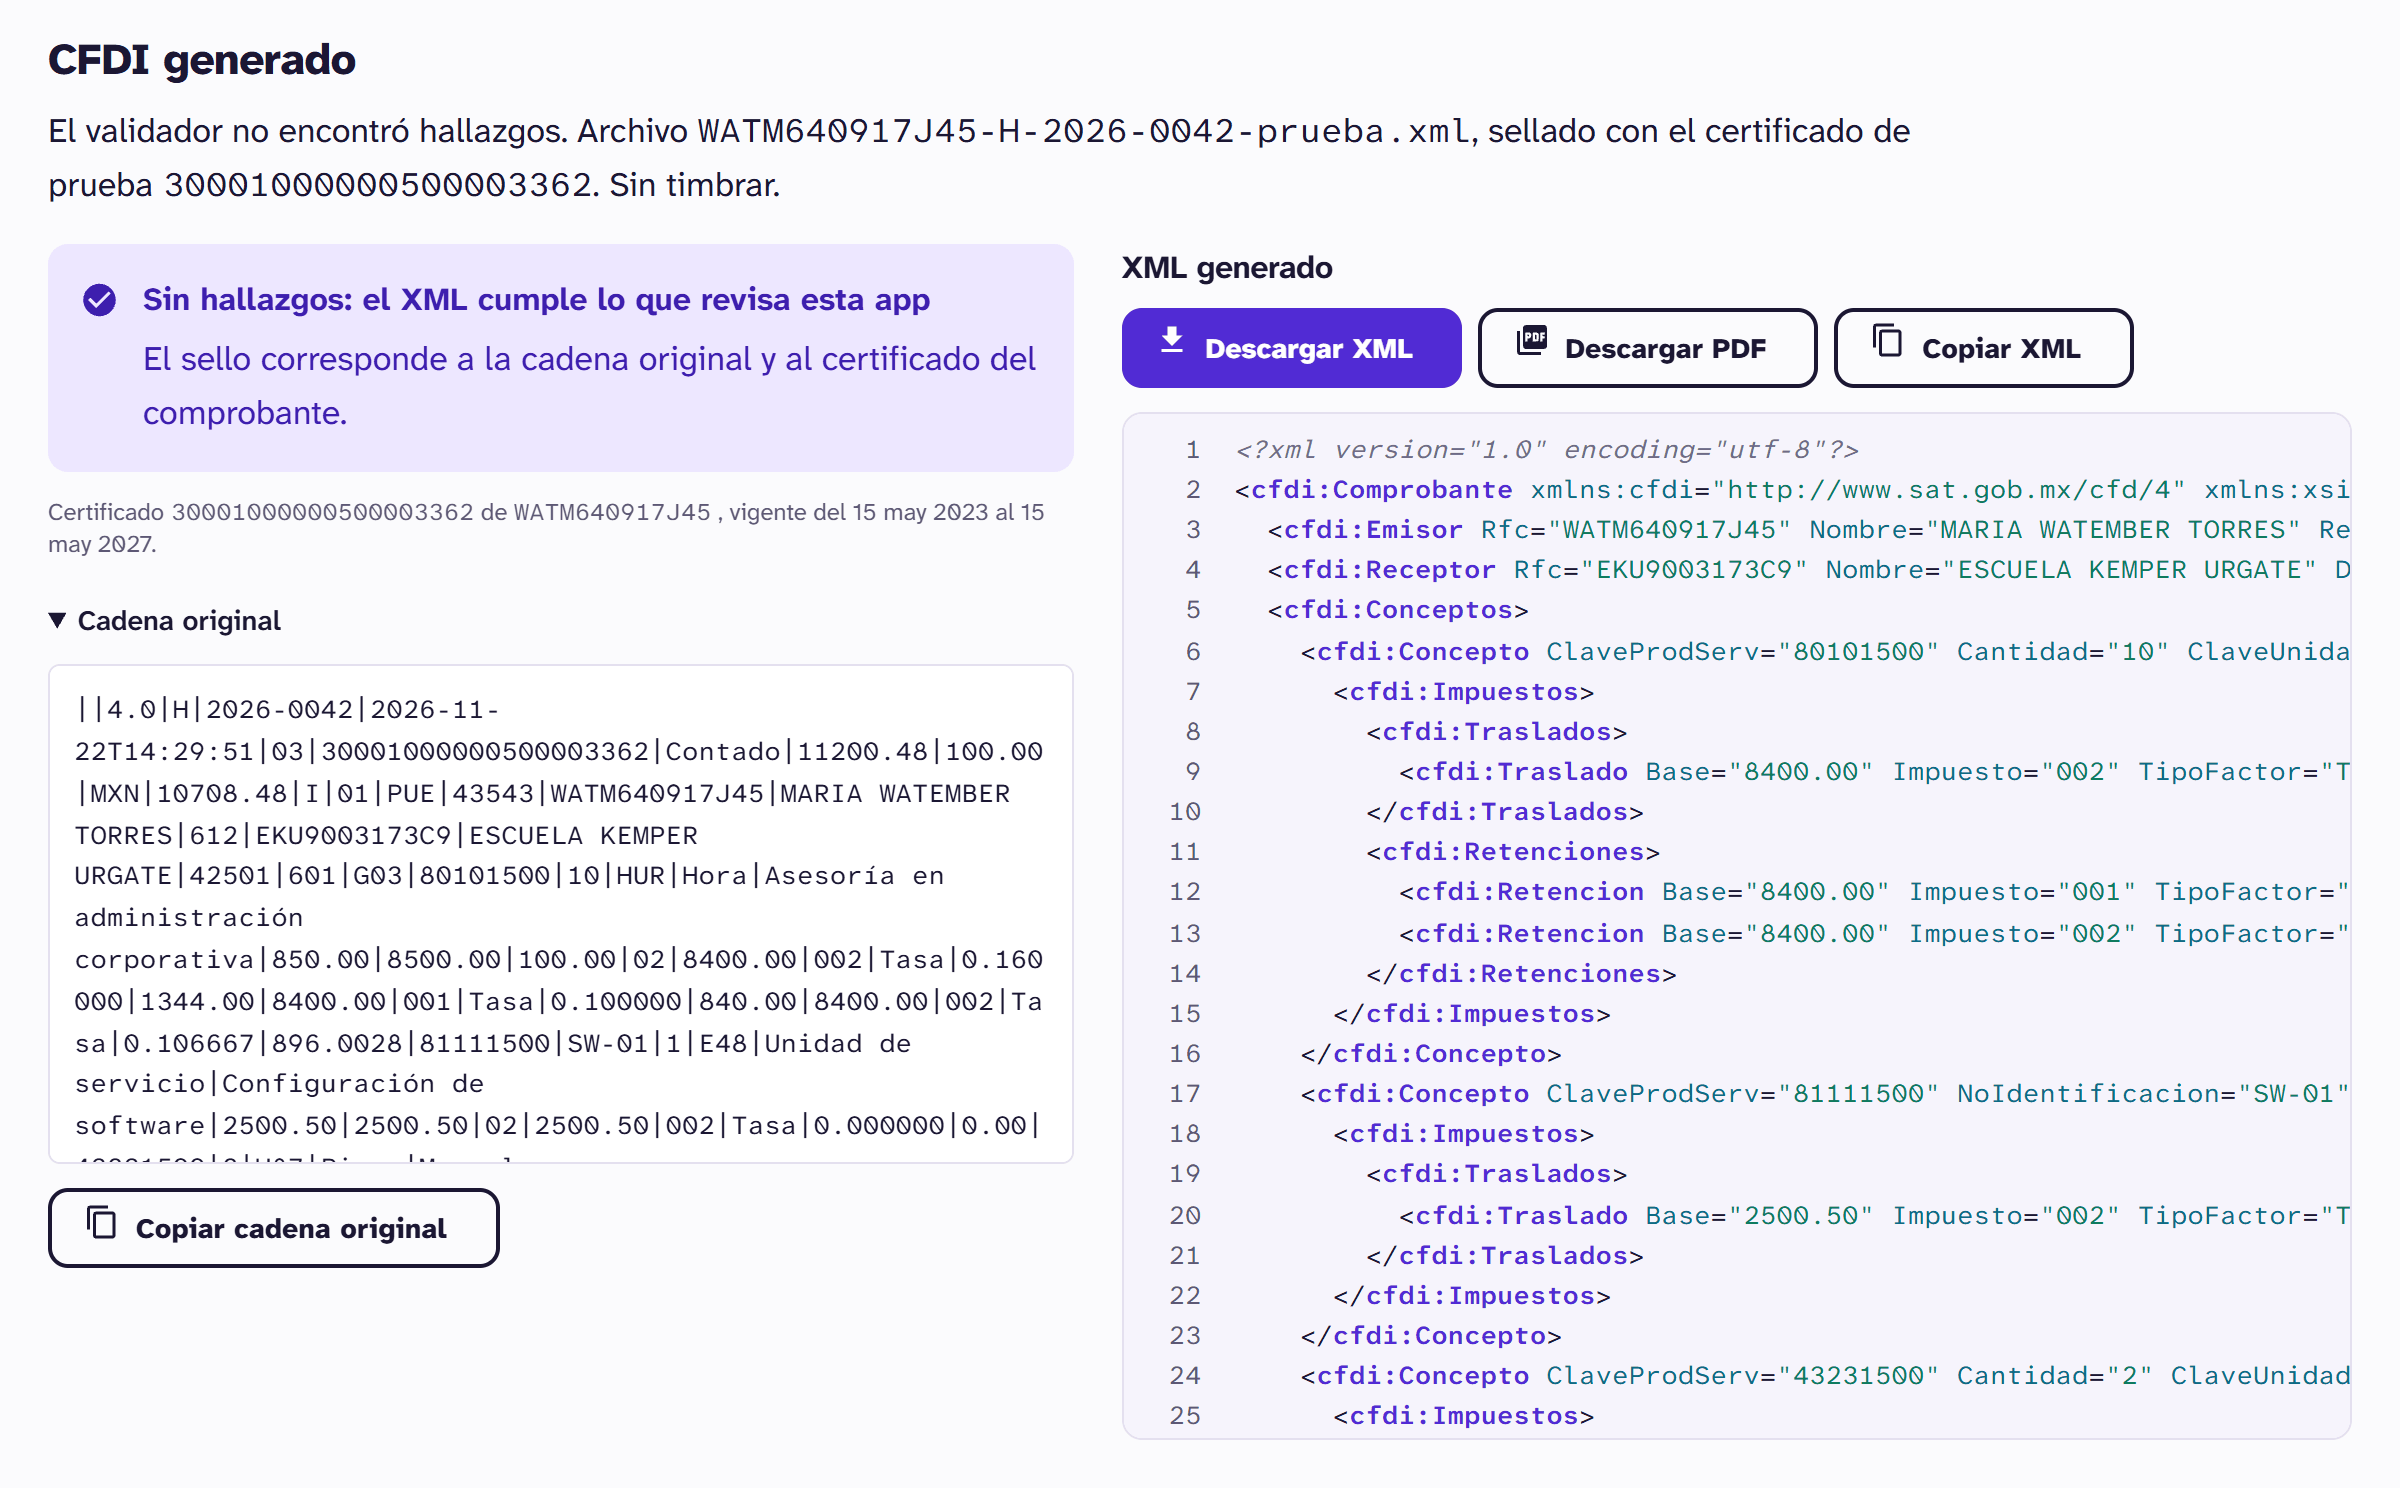 CFDI generado
El validador no encontró hallazgos. Archivo WATM640917J45-H-2026-0042-prueba.xml, sellado con el certificado de
prueba 30001000000500003362. Sin timbrar.
Sin hallazgos: el XML cumple lo que revisa esta app
El sello corresponde a la cadena original y al certificado del
comprobante.
Certificado 30001000000500003362 de WATM640917J45 , vigente del 15 may 2023 al 15
may 2027.
▼ Cadena original
||4.0|H|2026-0042|2026-11-
22T14:29:51|03|30001000000500003362|Contado|11200.48|100.00
|MXN|10708.48|I|01|PUE|43543|WATM640917J45|MARIA WATEMBER
TORRES|612|EKU9003173C9|ESCUELA KEMPER
URGATE|42501|601|G03|80101500|10|HUR|Hora|Asesoría en
administración
corporativa|850.00|8500.00|100.00|02|8400.00|002|Tasa|0.160
000|1344.00|8400.00|001|Tasa|0.100000|840.00|8400.00|002|Ta
sa|0.106667|896.0028|81111500|SW-01|1|E48|Unidad de
servicio|Configuración de
software|2500.50|2500.50|02|2500.50|002|Tasa|0.000000|0.00|
Copiar cadena original
XML generado
Descargar XML
Descargar PDF
Copiar XML
1 <?xml version="1.0" encoding="utf-8"?>
2 <cfdi:Comprobante xmlns:cfdi="http://www.sat.gob.mx/cfd/4" xmlns:xsi
3 <cfdi:Emisor Rfc="WATM640917J45" Nombre="MARIA WATEMBER TORRES" Re
4 <cfdi:Receptor Rfc="EKU9003173C9" Nombre="ESCUELA KEMPER URGATE" D
5 <cfdi:Conceptos>
6 <cfdi:Concepto ClaveProdServ="80101500" Cantidad="10" ClaveUnida
7 <cfdi:Impuestos>
8 <cfdi:Traslados>
9 <cfdi:Traslado Base="8400.00" Impuesto="002" TipoFactor="T
10 </cfdi:Traslados>
11 <cfdi:Retenciones>
12 <cfdi:Retencion Base="8400.00" Impuesto="001" TipoFactor="
13 <cfdi:Retencion Base="8400.00" Impuesto="002" TipoFactor="
14 </cfdi:Retenciones>
15 </cfdi:Impuestos>
16 </cfdi:Concepto>
17 <cfdi:Concepto ClaveProdServ="81111500" NoIdentificacion="SW-01"
18 <cfdi:Impuestos>
19 <cfdi:Traslados>
20 <cfdi:Traslado Base="2500.50" Impuesto="002" TipoFactor="T
21 </cfdi:Traslados>
22 </cfdi:Impuestos>
23 </cfdi:Concepto>
24 <cfdi:Concepto ClaveProdServ="43231500" Cantidad="2" ClaveUnidad
25 <cfdi:Impuestos>